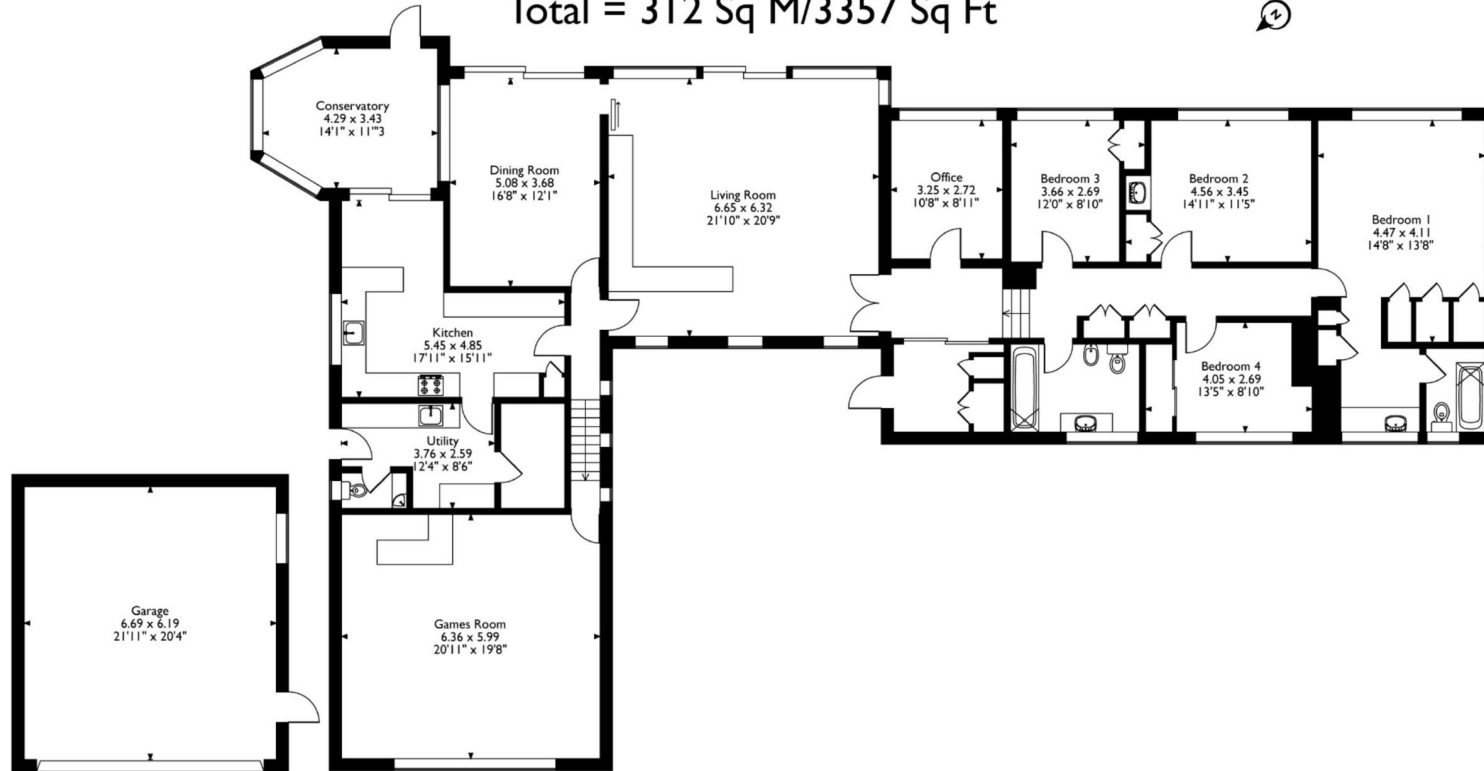 Total = 312 Sq M/3357 Sq Ft
N
Conservatory
4.29 x 3.43
14'1" x 11'"3
Dining Room
5.08 x 3.68
16'8" x 12'1"
Living Room
6.65 x 6.32
21'10" x 20'9"
Office
3.25 x 2.72
10'8" x 8'11"
Bedroom 3
3.66 x 2.69
12'0" x 8'10"
Bedroom 2
4.56 x 3.45
14'11" x 11'5"
Bedroom 1
4.47 x 4.11
14'8" x 13'8"
Kitchen
5.45 x 4.85
17'11" x 15'11"
Bedroom 4
4.05 x 2.69
13'5" x 8'10"
Utility
3.76 x 2.59
12'4" x 8'6"
Garage
6.69 x 6.19
21'11" x 20'4"
Games Room
6.36 x 5.99
20'11" x 19'8"